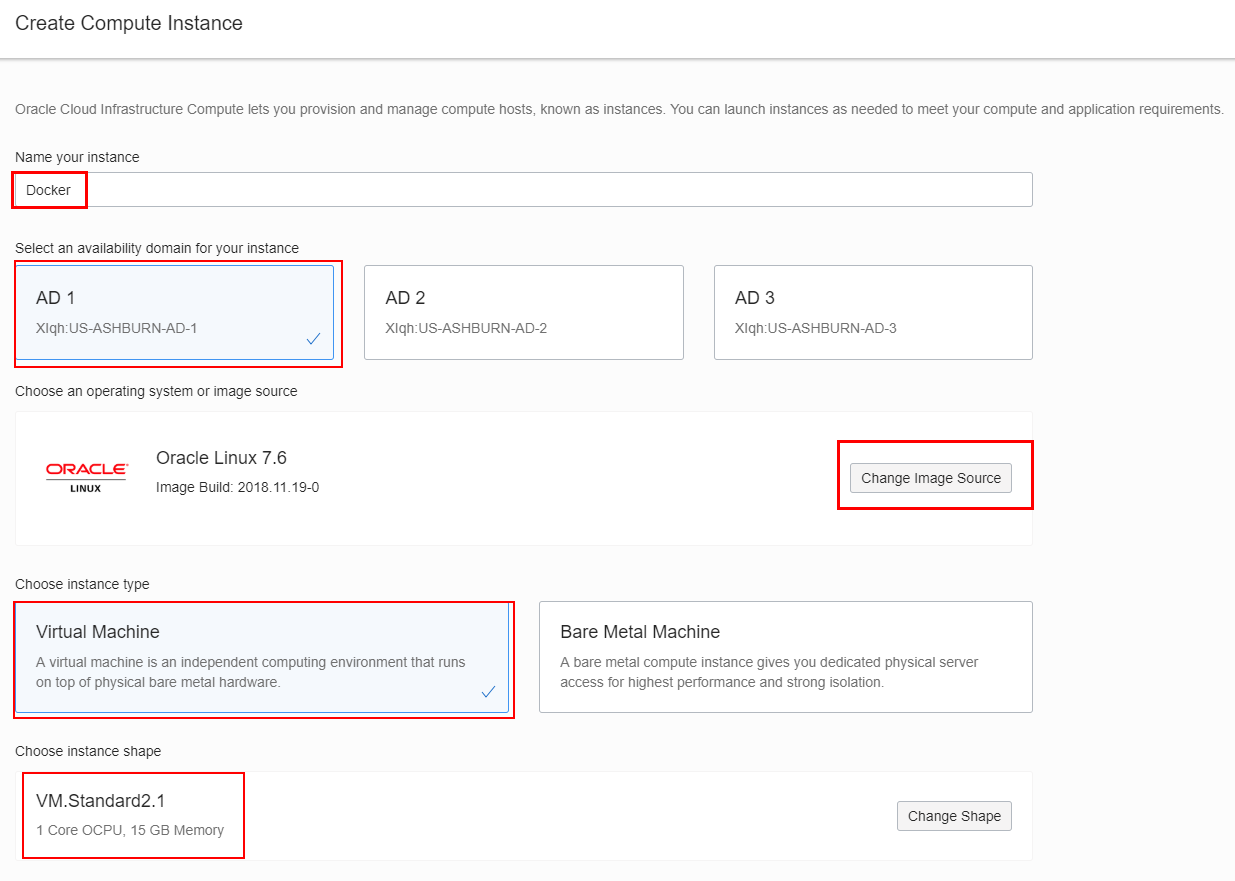 Create Compute Instance
Oracle Cloud Infrastructure Compute lets you provision and manage compute hosts, known as instances. You can launch instances as needed to meet your compute and application requirements.
Name your instance
Docker
Select an availability domain for your instance
AD 1
XIqh:US-ASHBURN-AD-1
AD 2
XIqh:US-ASHBURN-AD-2
AD 3
XIqh:US-ASHBURN-AD-3
Choose an operating system or image source
ORACLE
LINUX
Oracle Linux 7.6
Image Build: 2018.11.19-0
Change Image Source
Choose instance type
Virtual Machine
A virtual machine is an independent computing environment that runs
on top of physical bare metal hardware.
Bare Metal Machine
A bare metal compute instance gives you dedicated physical server
access for highest performance and strong isolation.
Choose instance shape
VM.Standard2.1
1 Core OCPU, 15 GB Memory
Change Shape